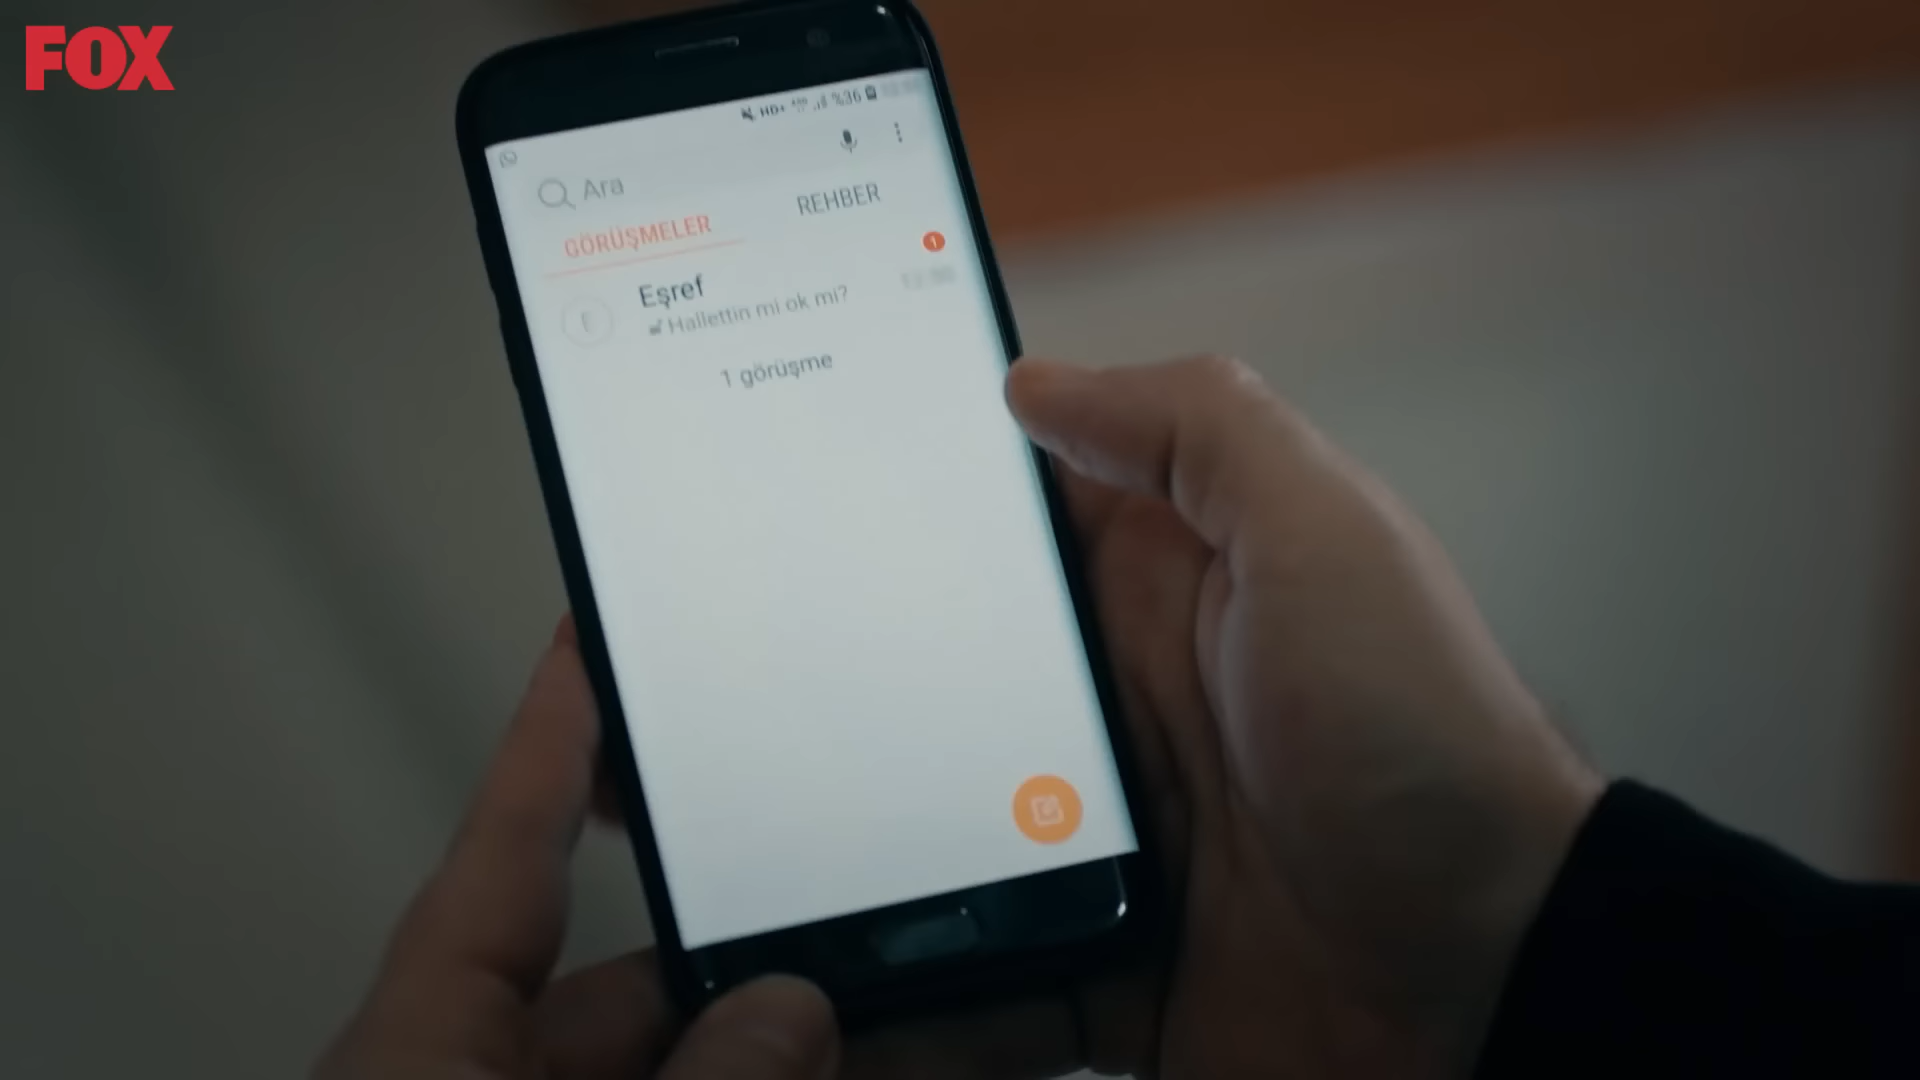 FOX
HD+ %36
Ara
GÖRÜŞMELER
REHBER
1
Eşref
Hallettin mi ok mi?
1 görüşme